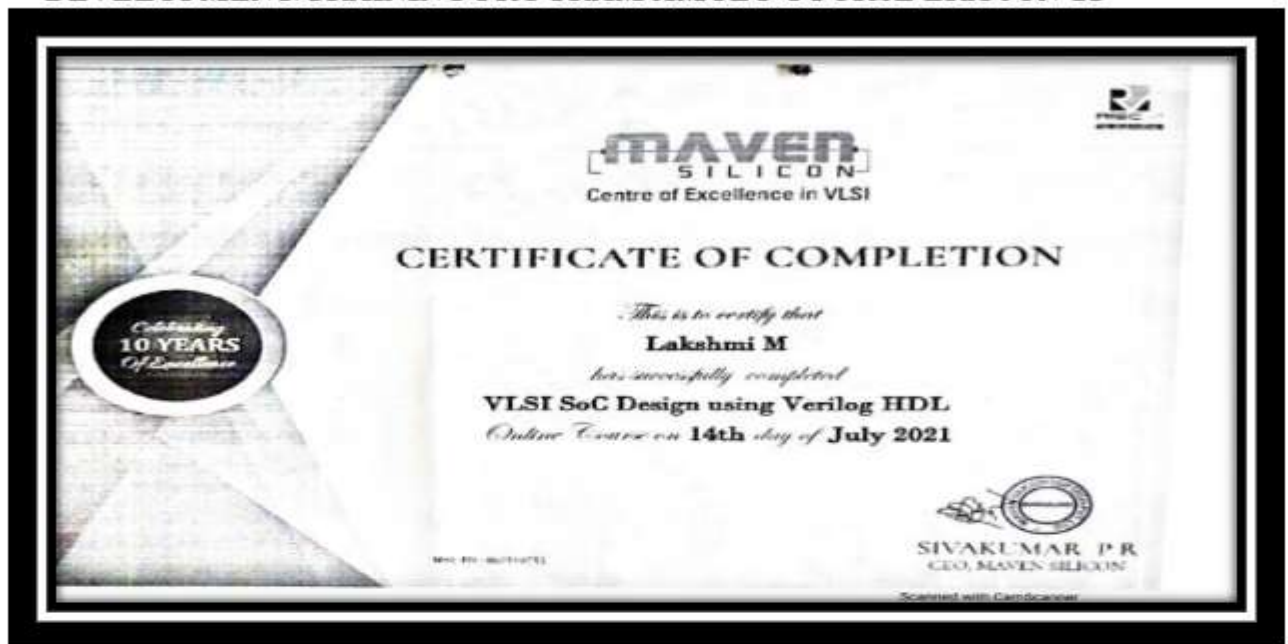 MAVEN
SILICON
Centre of Excellence in VLSI
CERTIFICATE OF COMPLETION
This is to certify that
Lakshmi M
has successfully completed
VLSI SoC Design using Verilog HDL
Online Course on 14th day of July 2021
Celebrating
10 YEARS
Of Excellence
SIVAKUMAR P R
CEO, MAVEN SILICON
Scanned with CamScanner